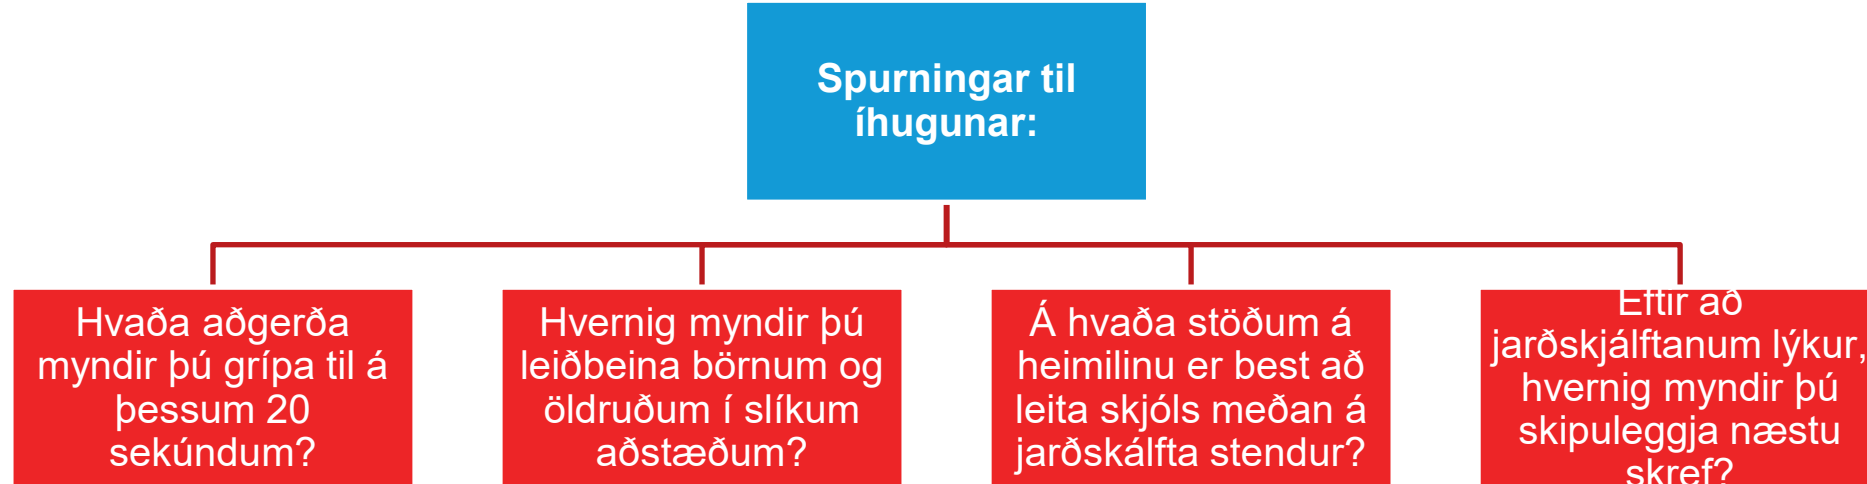 Spurningar til
íhugunar:
Hvaða aðgerða
myndir þú grípa til á
þessum 20
sekúndum?
Hvernig myndir þú
leiðbeina börnum og
öldruðum í slíkum
aðstæðum?
Á hvaða stöðum á
heimilinu er best að
leita skjóls meðan á
jarðskálfta stendur?
Eftir að
jarðskjálftanum lýkur,
hvernig myndir þú
skipuleggja næstu
skref?